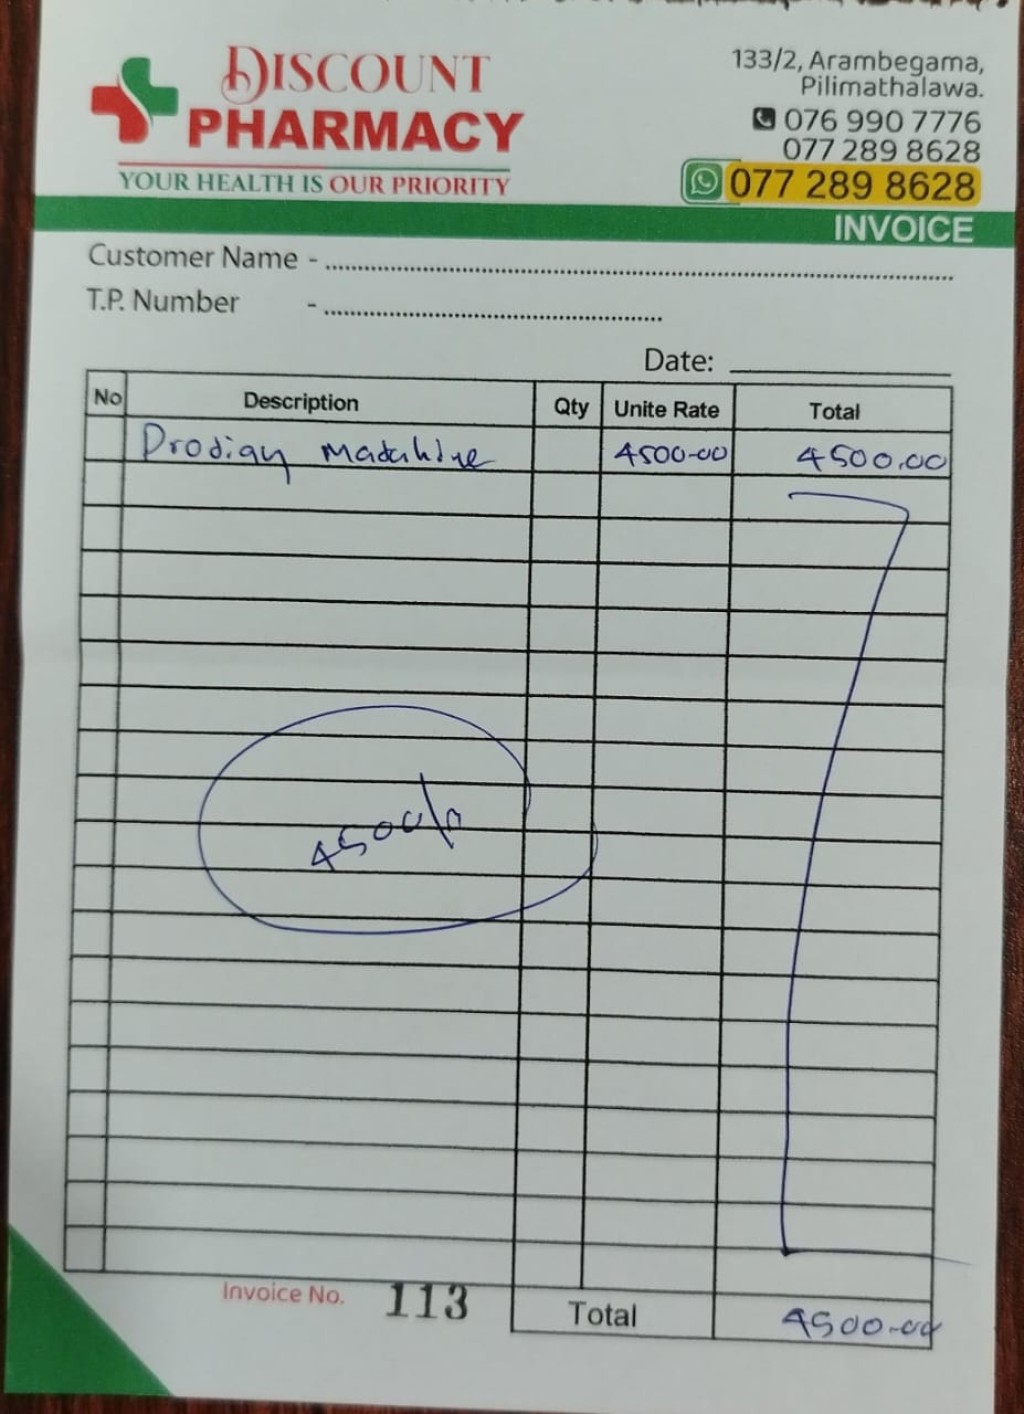 DISCOUNT
PHARMACY
YOUR HEALTH IS OUR PRIORITY
133/2, Arambegama,
Pilimathalawa.
076 990 7776
077 289 8628
077 289 8628
INVOICE
Customer Name - 
T.P. Number - 
Date:
No Description Qty Unite Rate Total
Prodigy 4500-00 4500.00
4500/-
Invoice No. 113
Total 4500-00